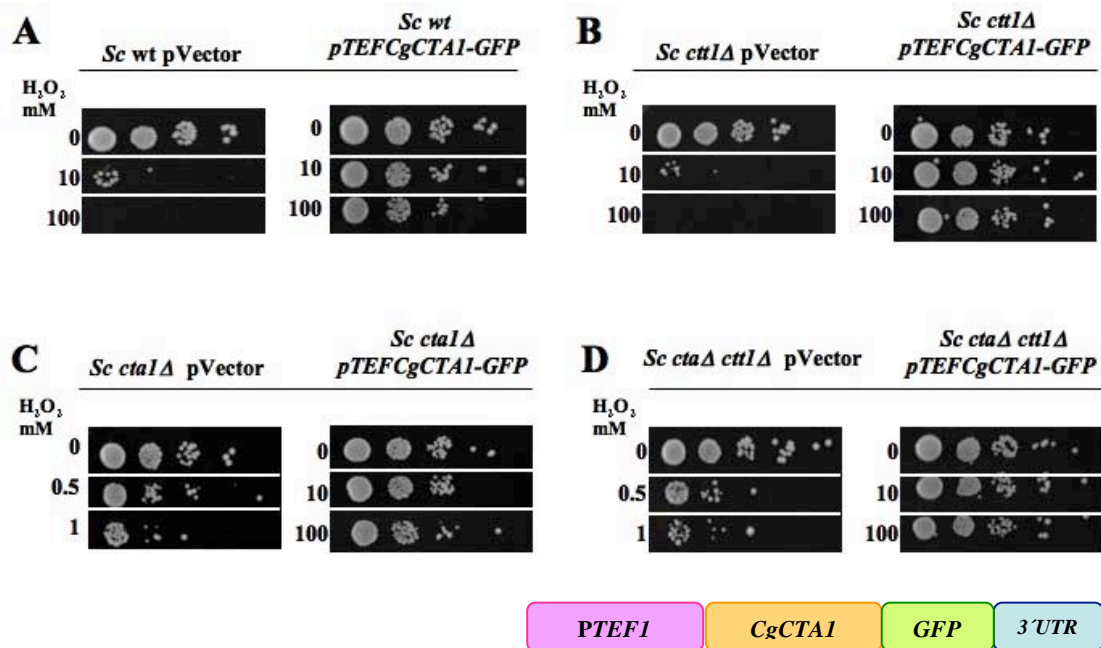 A
Sc wt pVector
Sc wt
pTEFCgCTA1-GFP
H₂O₂
mM
0
10
100
0
10
100
B
Sc ctt1Δ pVector
Sc ctt1Δ
pTEFCgCTA1-GFP
0
10
100
0
10
100
C
Sc cta1Δ pVector
Sc cta1Δ
pTEFCgCTA1-GFP
H₂O₂
mM
0
0.5
1
0
10
100
D
Sc ctaΔ ctt1Δ pVector
Sc ctaΔ ctt1Δ
pTEFCgCTA1-GFP
H₂O₂
mM
0
0.5
1
0
10
100
PTEF1
CgCTA1
GFP
3´UTR